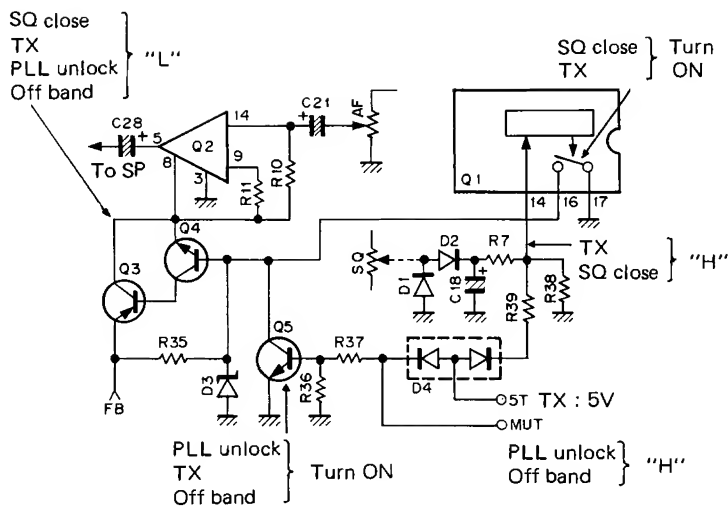 SQ close
TX
PLL unlock
Off band
"L"
SQ close
TX
Turn
ON
C28
+
5
To SP
Q2
14
9
8
3
R11
R10
C21
+
AF
Q1
14
16
17
Q4
Q3
R35
FB
D3
Q5
R36
R37
SQ
D1
D2
C18
+
R7
R39
R38
TX
SQ close
"H"
D4
5T TX : 5V
MUT
PLL unlock
TX
Off band
Turn ON
PLL unlock
Off band
"H"